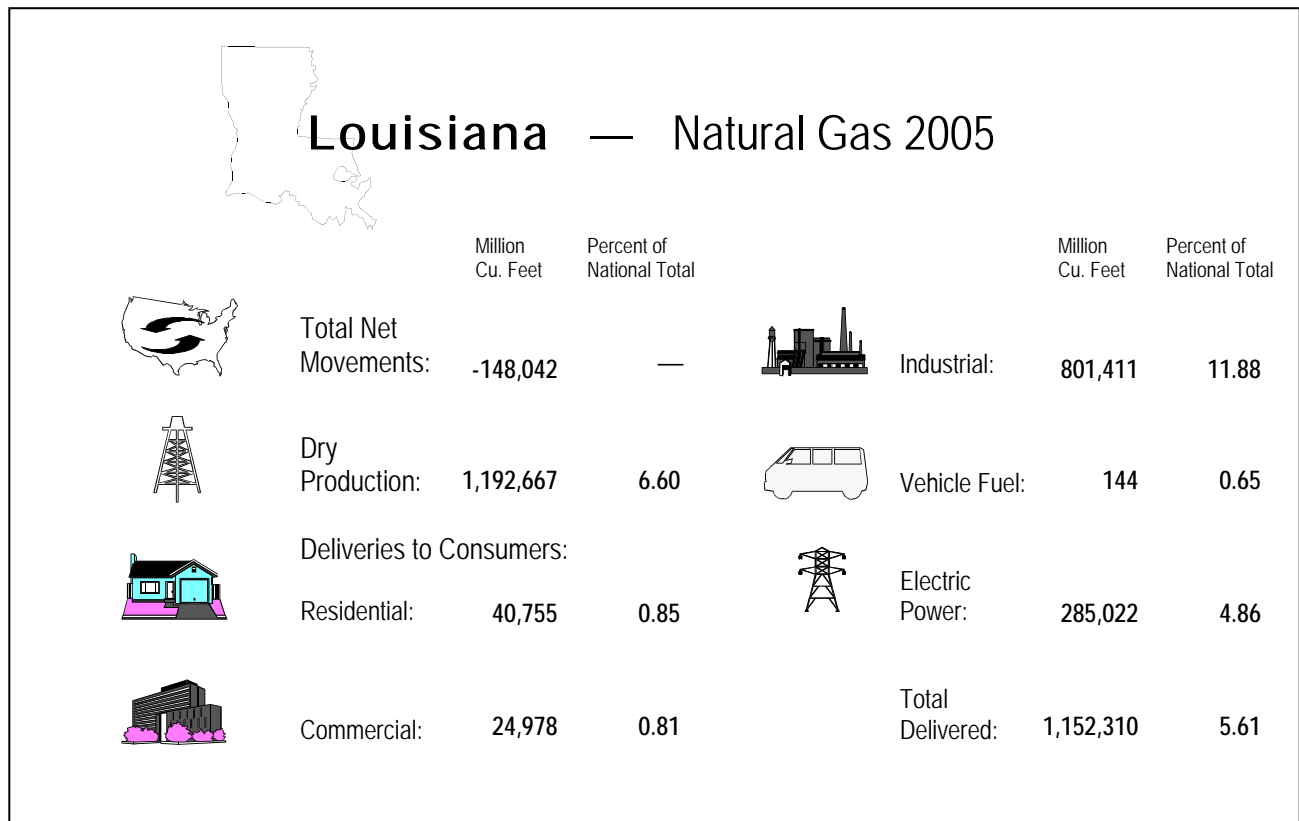 Louisiana — Natural Gas 2005
Million
Cu. Feet
Percent of
National Total
Total Net
Movements: -148,042 —
Dry
Production: 1,192,667 6.60
Deliveries to Consumers:
Residential: 40,755 0.85
Commercial: 24,978 0.81
Million
Cu. Feet
Percent of
National Total
Industrial: 801,411 11.88
Vehicle Fuel: 144 0.65
Electric
Power: 285,022 4.86
Total
Delivered: 1,152,310 5.61